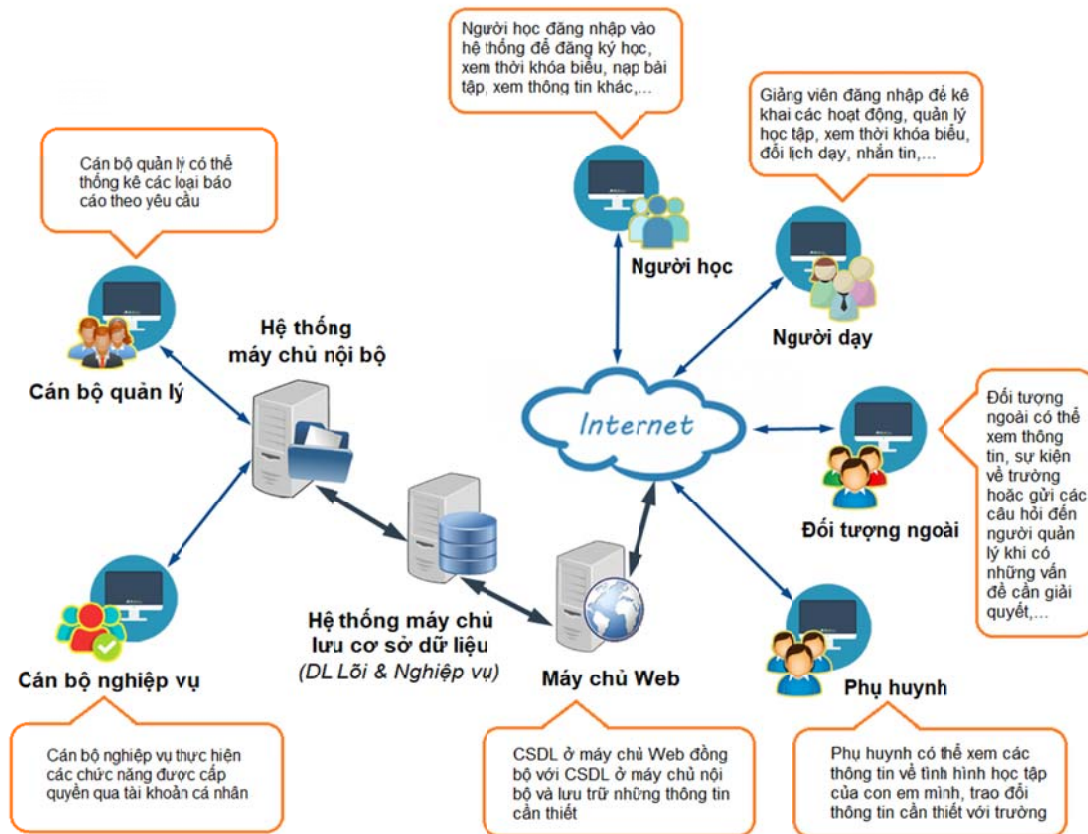 Người học đăng nhập vào
hệ thống để đăng ký học,
xem thời khóa biểu, nạp bài
tập, xem thông tin khác,...
Giảng viên đăng nhập để kê
khai các hoạt động, quản lý
học tập, xem thời khóa biểu,
đổi lịch dạy, nhắn tin,...
Cán bộ quản lý có thể
thống kê các loại báo
cáo theo yêu cầu
Người học
Người dạy
Hệ thống
máy chủ nội bộ
Cán bộ quản lý
Internet
Đối tượng
ngoài có thể
xem thông
tin, sự kiện
về trường
hoặc gửi các
câu hỏi đến
người quản
lý khi có
những vấn
đề cần giải
quyết,...
Đối tượng ngoài
Hệ thống máy chủ
lưu cơ sở dữ liệu
(DL Lõi & Nghiệp vụ)
Cán bộ nghiệp vụ
Máy chủ Web
Phụ huynh
Cán bộ nghiệp vụ thực hiện
các chức năng được cấp
quyền qua tài khoản cá nhân
CSDL ở máy chủ Web đồng
bộ với CSDL ở máy chủ nội
bộ và lưu trữ những thông tin
cần thiết
Phụ huynh có thể xem các
thông tin về tình hình học tập
của con em mình, trao đổi
thông tin cần thiết với trường